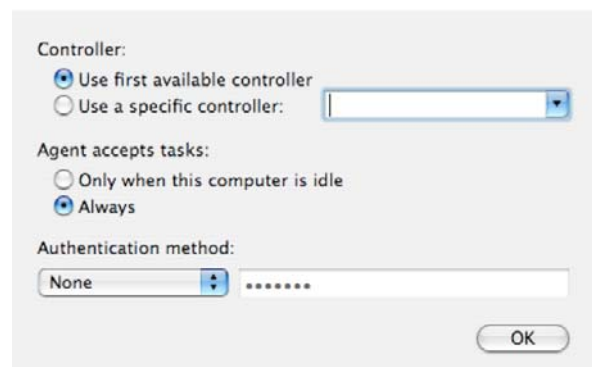 Controller:
Use first available controller
Use a specific controller:
Agent accepts tasks:
Only when this computer is idle
Always
Authentication method:
None •••••••
OK